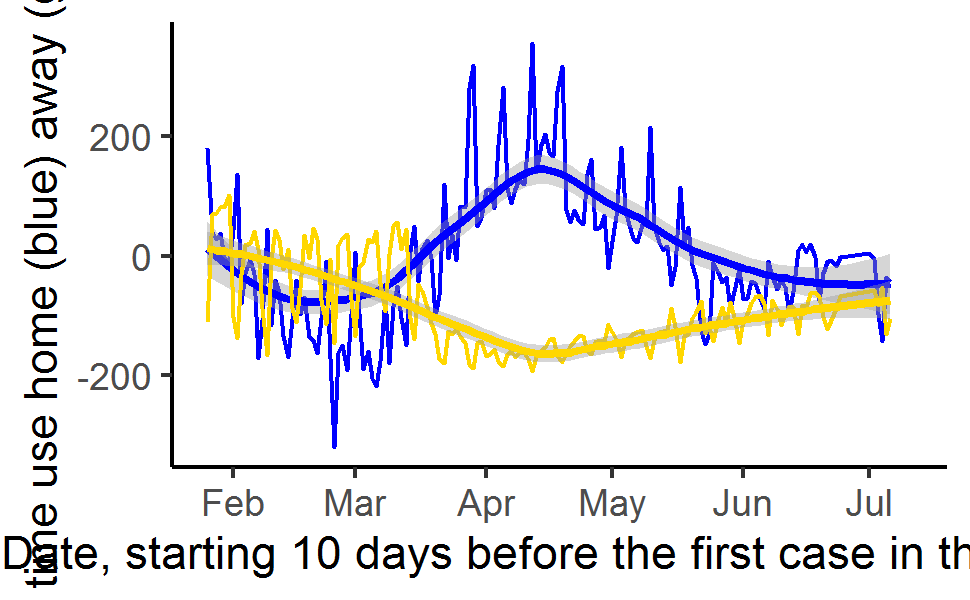 time use home (blue) away (
200
0
-200
Feb Mar Apr May Jun Jul
Date, starting 10 days before the first case in th